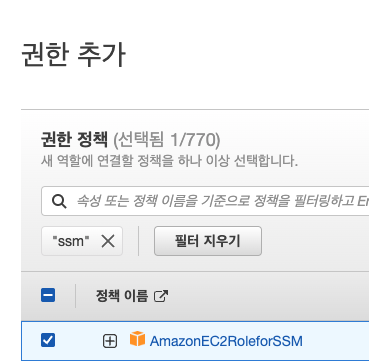 권한 추가
권한 정책 (선택됨 1/770)
새 역할에 연결할 정책을 하나 이상 선택합니다.
속성 또는 정책 이름을 기준으로 정책을 필터링하고 En
"ssm" 필터 지우기
정책 이름
AmazonEC2RoleforSSM